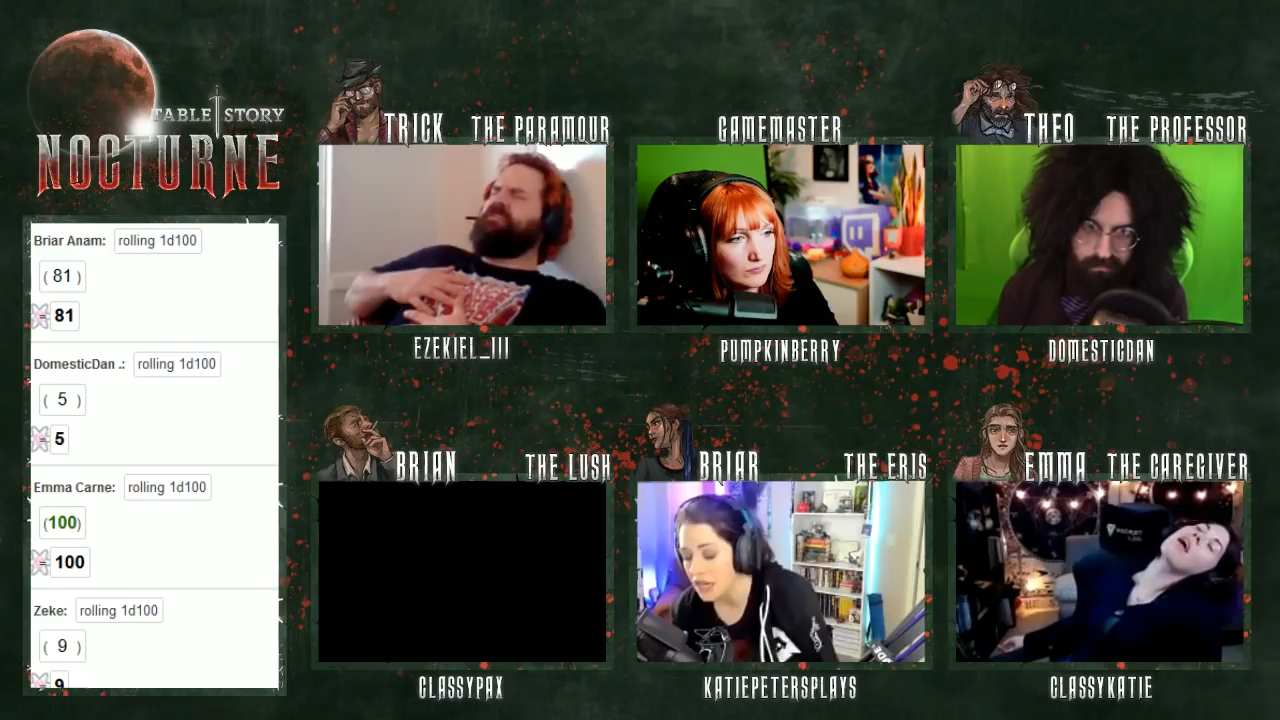 TABLE STORY
NOCTURNE
Briar Anam: rolling 1d100
( 81 )
= 81
DomesticDan .: rolling 1d100
( 5 )
= 5
Emma Carne: rolling 1d100
(100)
= 100
Zeke: rolling 1d100
( 9 )
= 9
TRICK THE PARAMOUR
EZEKIEL_III
GAMEMASTER
PUMPKINBERRY
THEO THE PROFESSOR
DOMESTICDAN
BRIAN THE LUSH
CLASSYPAX
BRIAR THE ERIS
KATIEPETERSPLAYS
EMMA THE CAREGIVER
CLASSYKATIE